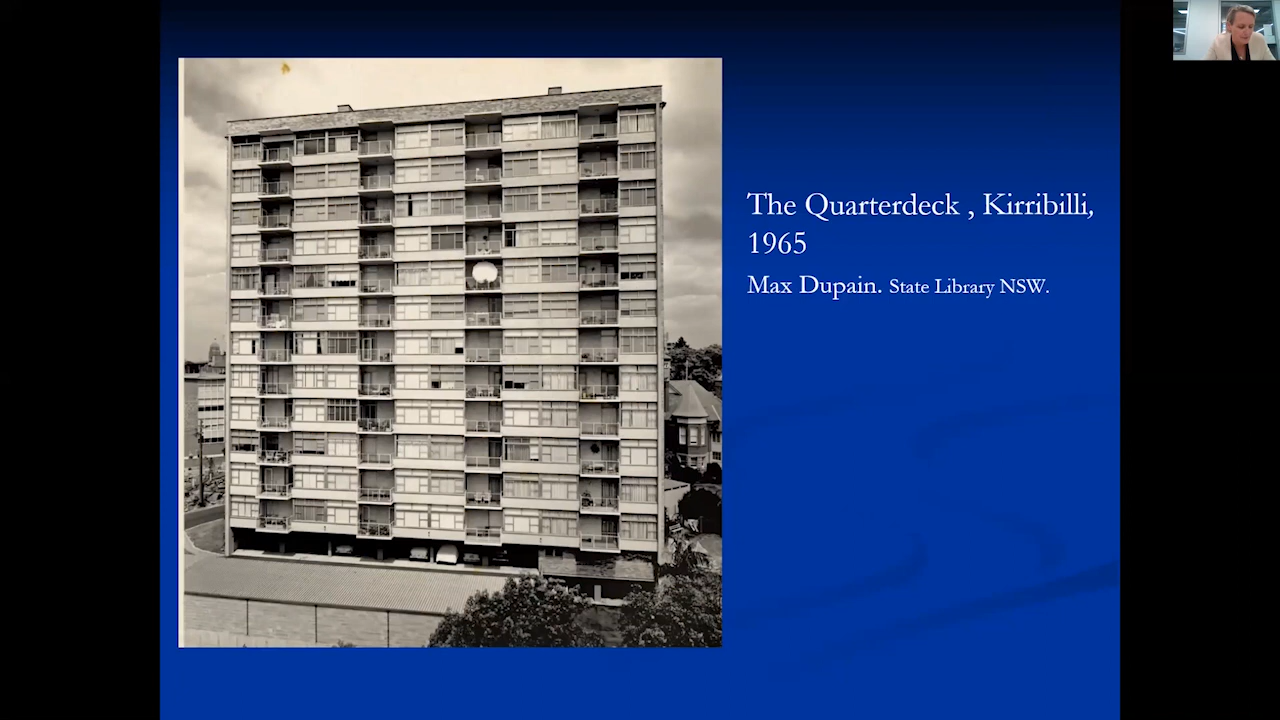 The Quarterdeck , Kirribilli,
1965
Max Dupain. State Library NSW.